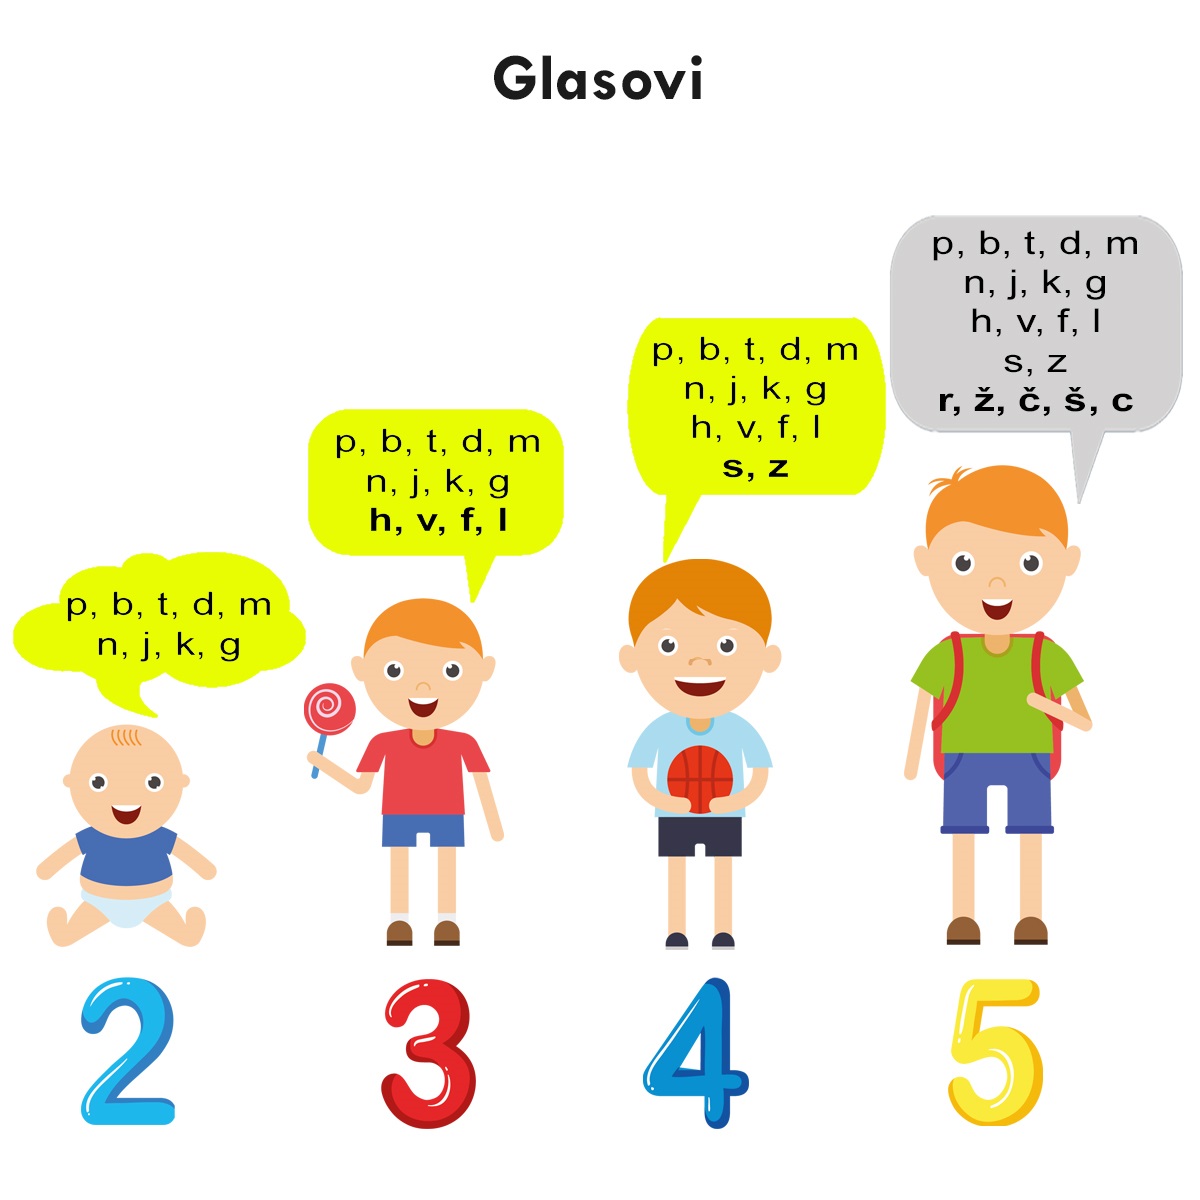 Glasovi
p, b, t, d, m
n, j, k, g
2
p, b, t, d, m
n, j, k, g
h, v, f, l
3
p, b, t, d, m
n, j, k, g
h, v, f, l
s, z
4
p, b, t, d, m
n, j, k, g
h, v, f, l
s, z
r, ž, č, š, c
5